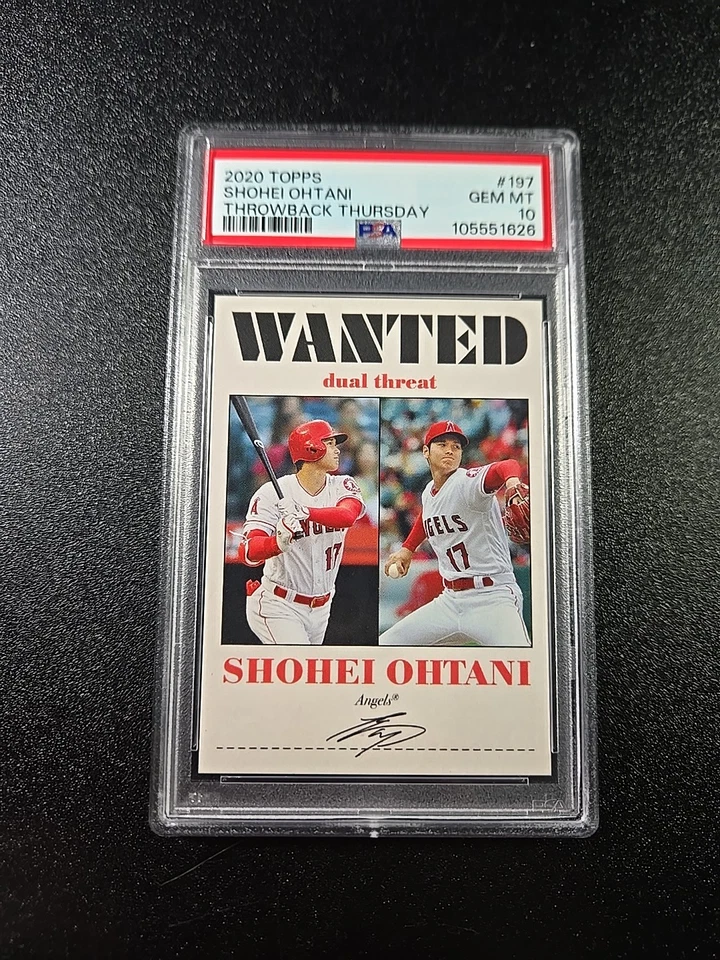 2020 TOPPS #197
SHOHEI OHTANI GEM MT
THROWBACK THURSDAY 10
PSA 105551626
WANTED
dual threat
ANGELS
17
ANGELS
17
SHOHEI OHTANI
Angels®
PSA